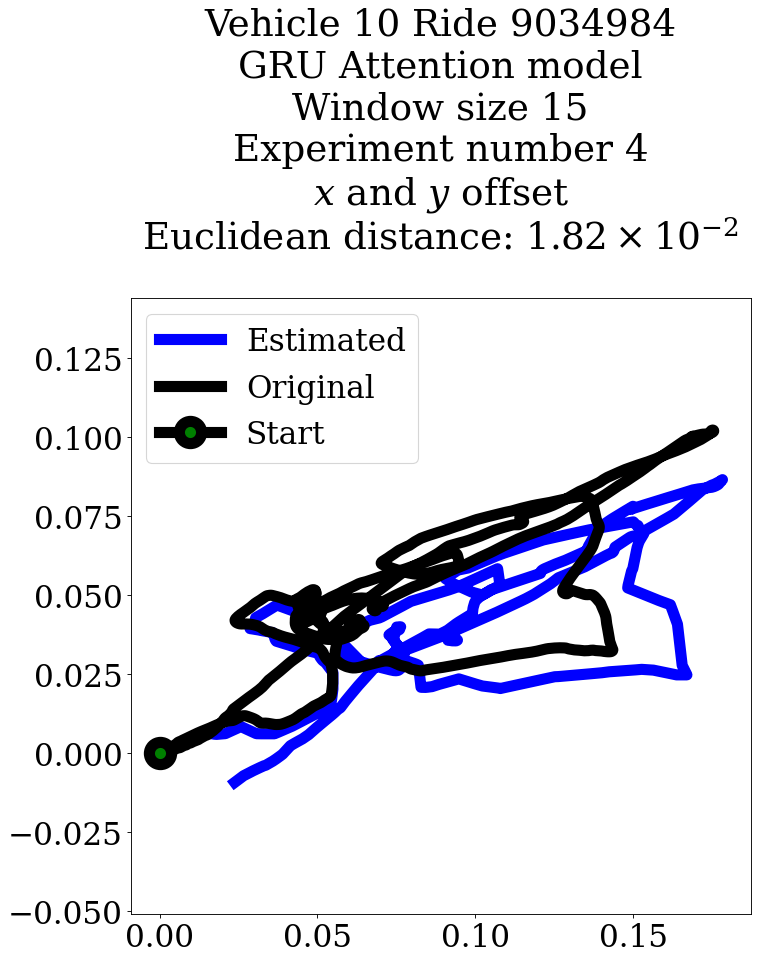 Vehicle 10 Ride 9034984
GRU Attention model
Window size 15
Experiment number 4
x and y offset
Euclidean distance: 1.82 × 10⁻²
Estimated
Original
Start
0.125
0.100
0.075
0.050
0.025
0.000
−0.025
−0.050
0.00 0.05 0.10 0.15